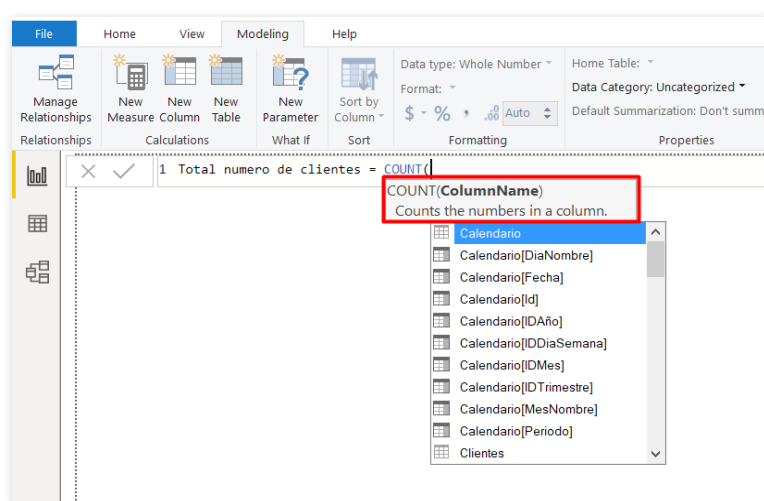 File Home View Modeling Help
Manage Relationships
New Measure
New Column
New Table
New Parameter
Sort by Column
Data type: Whole Number
Format:
$ % , .00 Auto
Home Table:
Data Category: Uncategorized
Default Summarization: Don't summ
Relationships Calculations What If Sort Formatting Properties
1 Total numero de clientes = COUNT(
COUNT(ColumnName)
Counts the numbers in a column.
Calendario
Calendario[DiaNombre]
Calendario[Fecha]
Calendario[Id]
Calendario[IDAño]
Calendario[IDDiaSemana]
Calendario[IDMes]
Calendario[IDTrimestre]
Calendario[MesNombre]
Calendario[Periodo]
Clientes